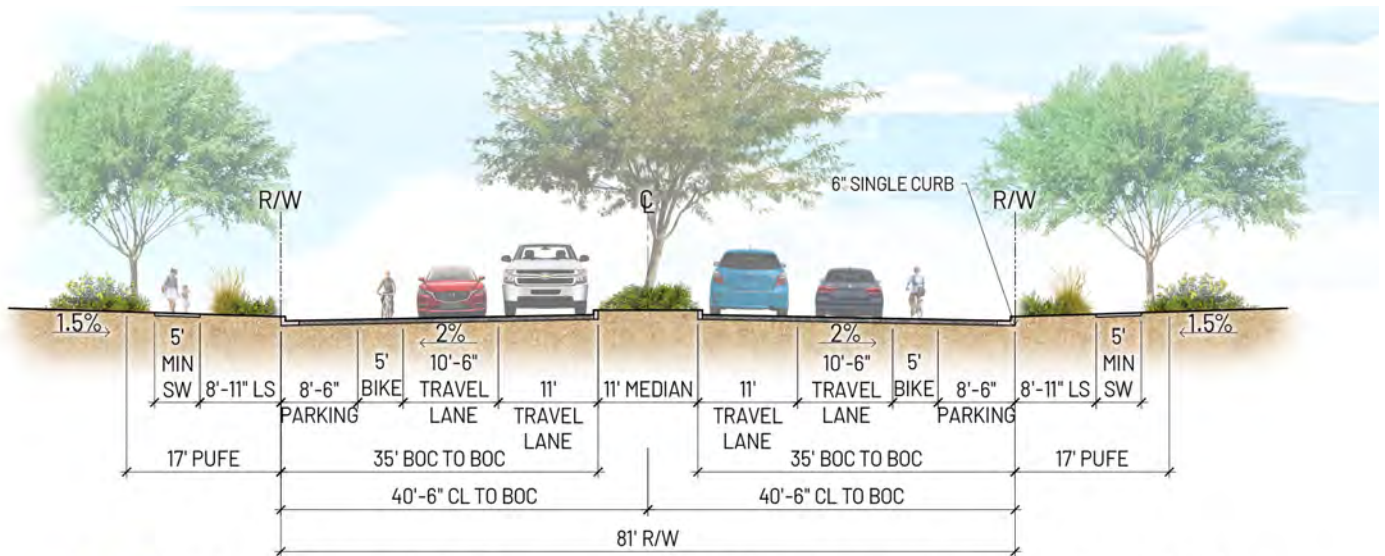 6" SINGLE CURB
R/W
℄
R/W
1.5%
2%
2%
1.5%
5'
MIN
SW
8'-11" LS
8'-6"
PARKING
5'
BIKE
10'-6"
TRAVEL
LANE
11'
TRAVEL
LANE
11' MEDIAN
11'
TRAVEL
LANE
10'-6"
TRAVEL
LANE
5'
BIKE
8'-6"
PARKING
8'-11" LS
5'
MIN
SW
17' PUFE
35' BOC TO BOC
35' BOC TO BOC
17' PUFE
40'-6" CL TO BOC
40'-6" CL TO BOC
81' R/W